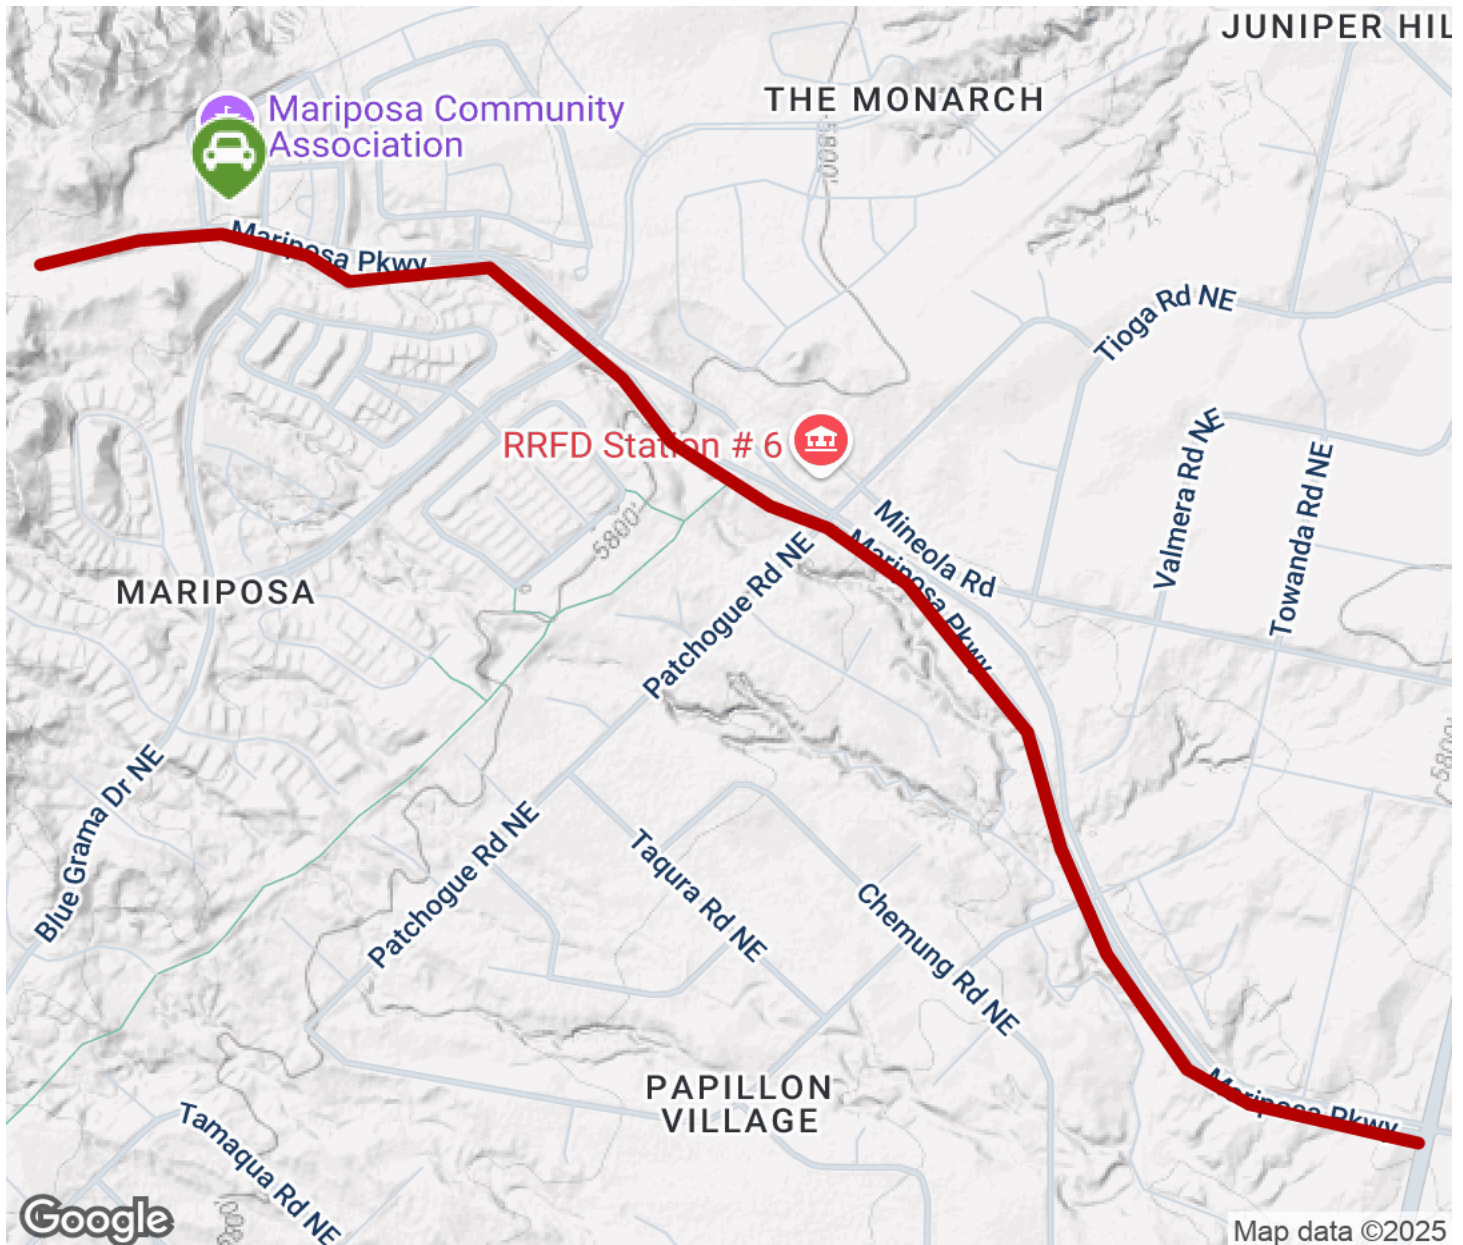 JUNIPER HIL
THE MONARCH
Mariposa Community
Association
5800'
Mariposa Pkwy
Tioga Rd NE
RRFD Station # 6
Valmera Rd NE
Towanda Rd NE
5800'
Mineola Rd
Mariposa Pkwy
MARIPOSA
Patchogue Rd NE
Blue Grama Dr NE
Patchogue Rd NE
Taqura Rd NE
Chemung Rd NE
PAPILLON
VILLAGE
Mariposa Pkwy
Tamaqua Rd NE
Google
Map data ©2025